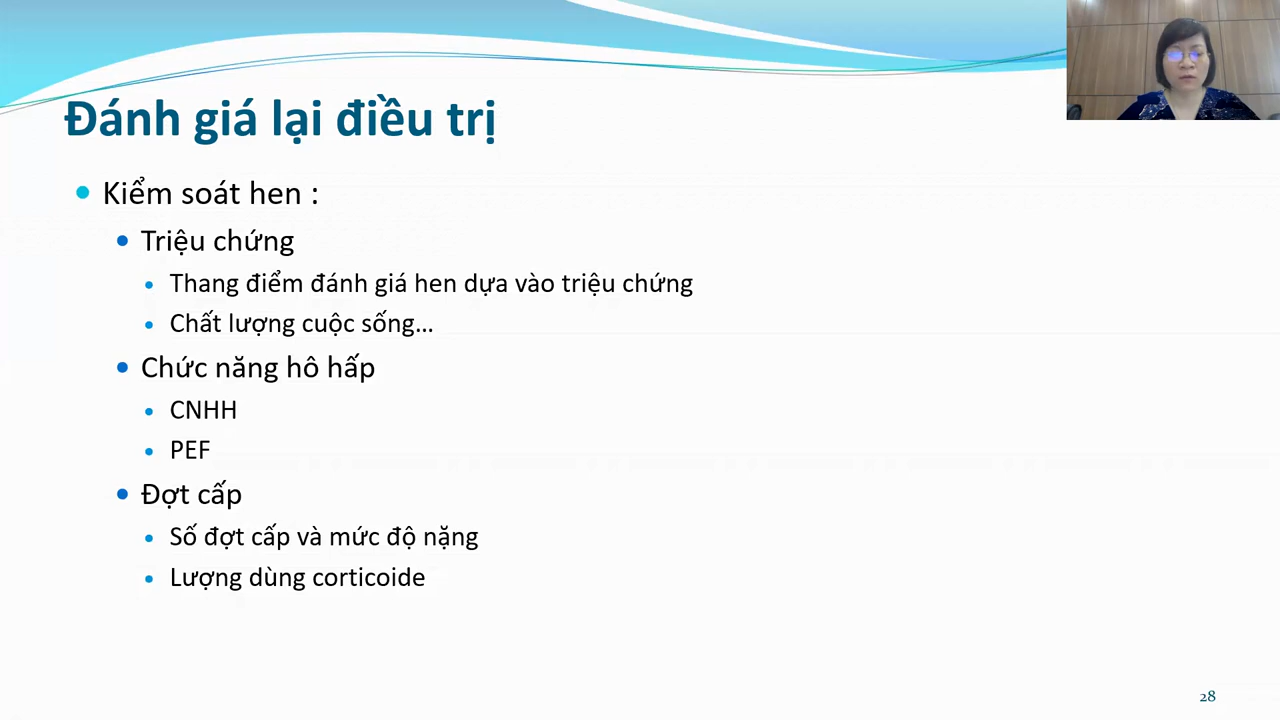 Đánh giá lại điều trị
Kiểm soát hen :
Triệu chứng
Thang điểm đánh giá hen dựa vào triệu chứng
Chất lượng cuộc sống...
Chức năng hô hấp
CNHH
PEF
Đợt cấp
Số đợt cấp và mức độ nặng
Lượng dùng corticoide
28